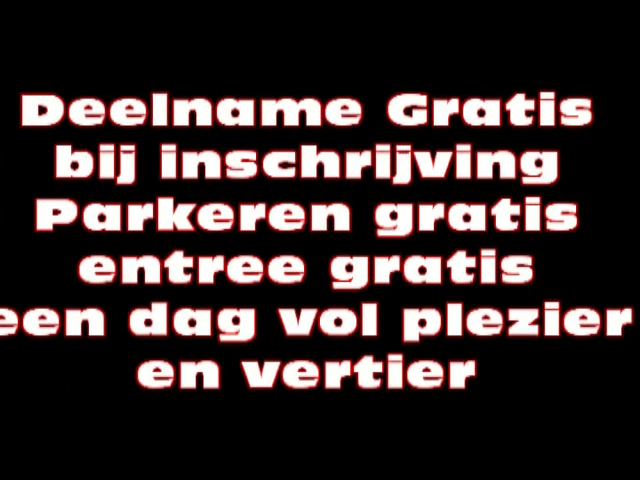 Deelname Gratis
bij inschrijving
Parkeren gratis
entree gratis
een dag vol plezier
en vertier